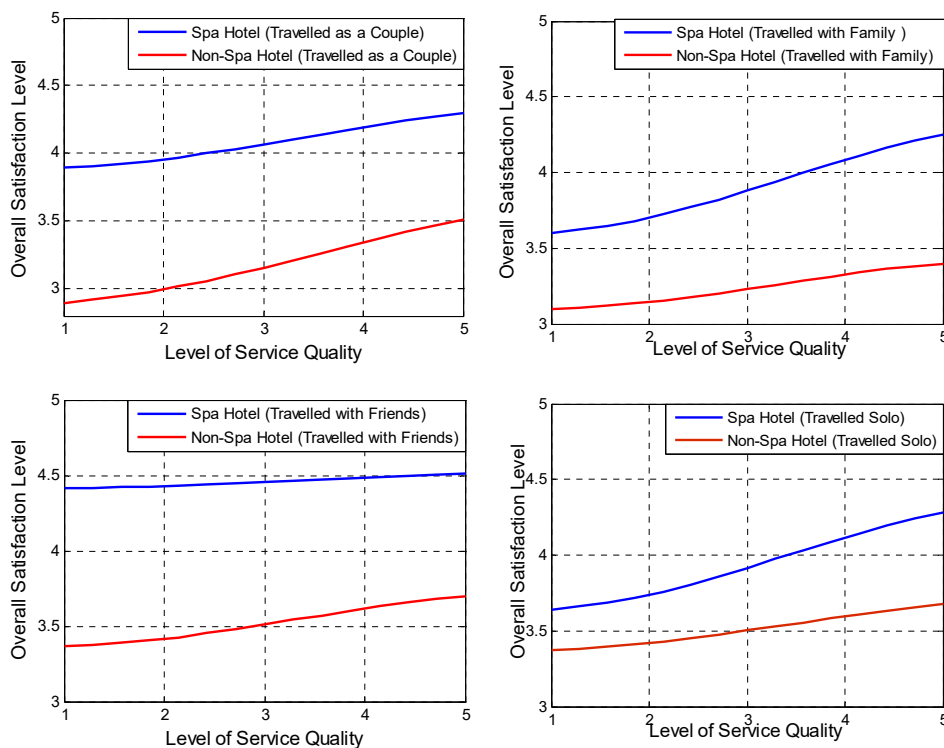 5
4.5
4
3.5
3
1 2 3 4 5
Overall Satisfaction Level
Level of Service Quality
Spa Hotel (Travelled as a Couple)
Non-Spa Hotel (Travelled as a Couple)
5
4.5
4
3.5
3
1 2 3 4 5
Overall Satisfaction Level
Level of Service Quality
Spa Hotel (Travelled with Family )
Non-Spa Hotel (Travelled with Family)
5
4.5
4
3.5
3
1 2 3 4 5
Overall Satisfaction Level
Level of Service Quality
Spa Hotel (Travelled with Friends)
Non-Spa Hotel (Travelled with Friends)
5
4.5
4
3.5
3
1 2 3 4 5
Overall Satisfaction Level
Level of Service Quality
Spa Hotel (Travelled Solo)
Non-Spa Hotel (Travelled Solo)